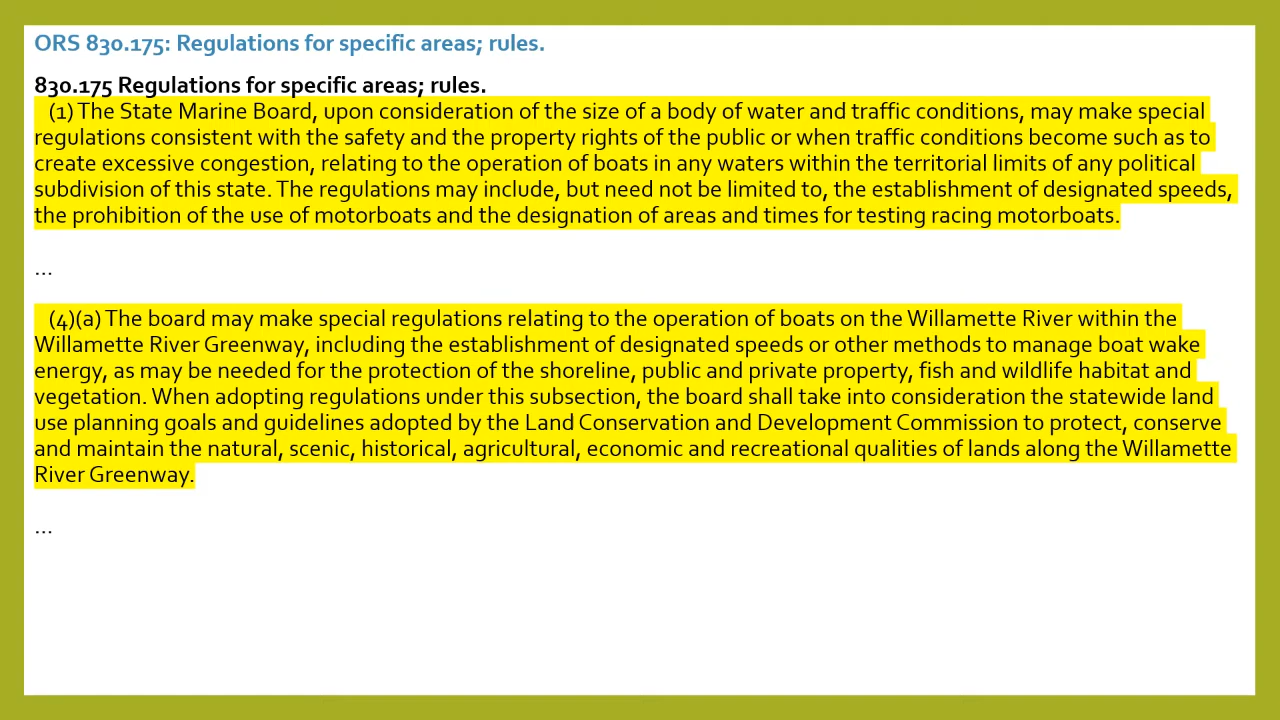 ORS 830.175: Regulations for specific areas; rules.
830.175 Regulations for specific areas; rules.
(1) The State Marine Board, upon consideration of the size of a body of water and traffic conditions, may make special
regulations consistent with the safety and the property rights of the public or when traffic conditions become such as to
create excessive congestion, relating to the operation of boats in any waters within the territorial limits of any political
subdivision of this state. The regulations may include, but need not be limited to, the establishment of designated speeds,
the prohibition of the use of motorboats and the designation of areas and times for testing racing motorboats.
...
(4)(a) The board may make special regulations relating to the operation of boats on the Willamette River within the
Willamette River Greenway, including the establishment of designated speeds or other methods to manage boat wake
energy, as may be needed for the protection of the shoreline, public and private property, fish and wildlife habitat and
vegetation. When adopting regulations under this subsection, the board shall take into consideration the statewide land
use planning goals and guidelines adopted by the Land Conservation and Development Commission to protect, conserve
and maintain the natural, scenic, historical, agricultural, economic and recreational qualities of lands along the Willamette
River Greenway.
...